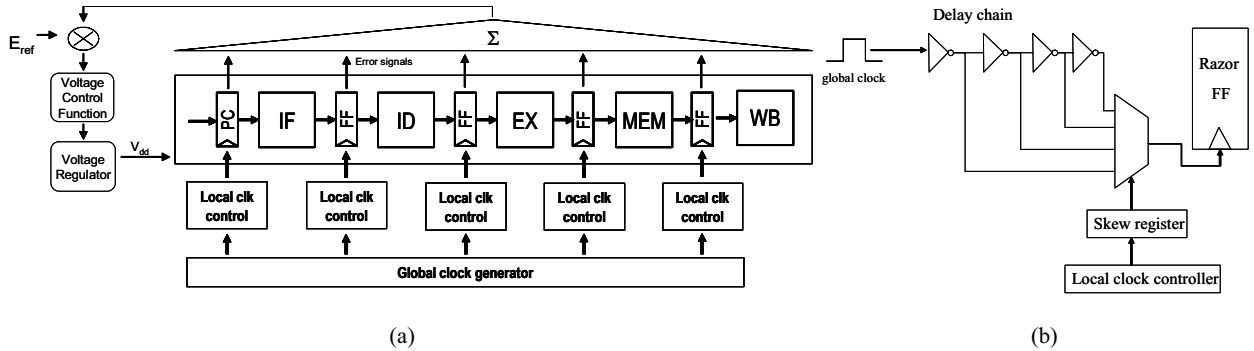 E_ref
Σ
Error signals
Voltage
Control
Function
Voltage
Regulator
V_dd
PC
IF
FF
ID
FF
EX
FF
MEM
FF
WB
Local clk
control
Local clk
control
Local clk
control
Local clk
control
Local clk
control
Global clock generator
(a)
Delay chain
global clock
Razor
FF
Skew register
Local clock controller
(b)